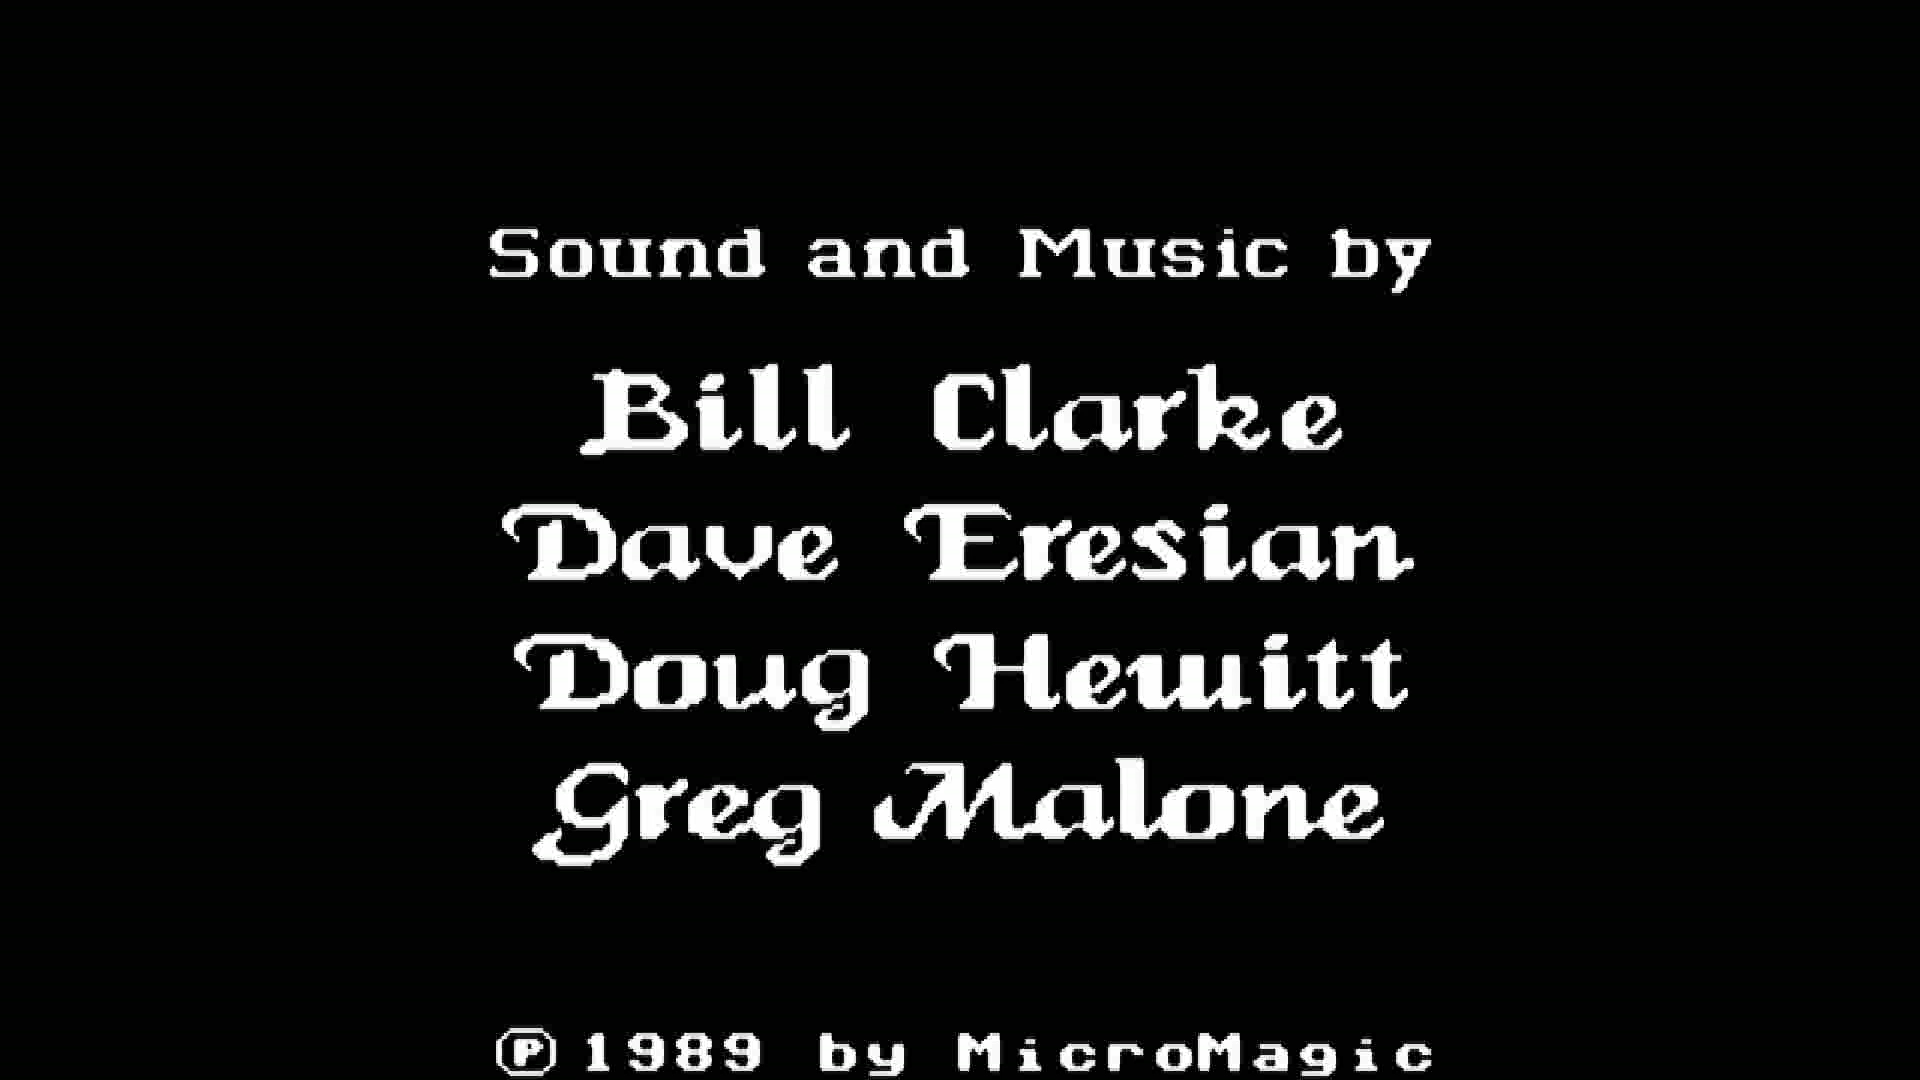 Sound and Music by
Bill Clarke
Dave Eresian
Doug Hewitt
Greg Malone
℗ 1989 by MicroMagic